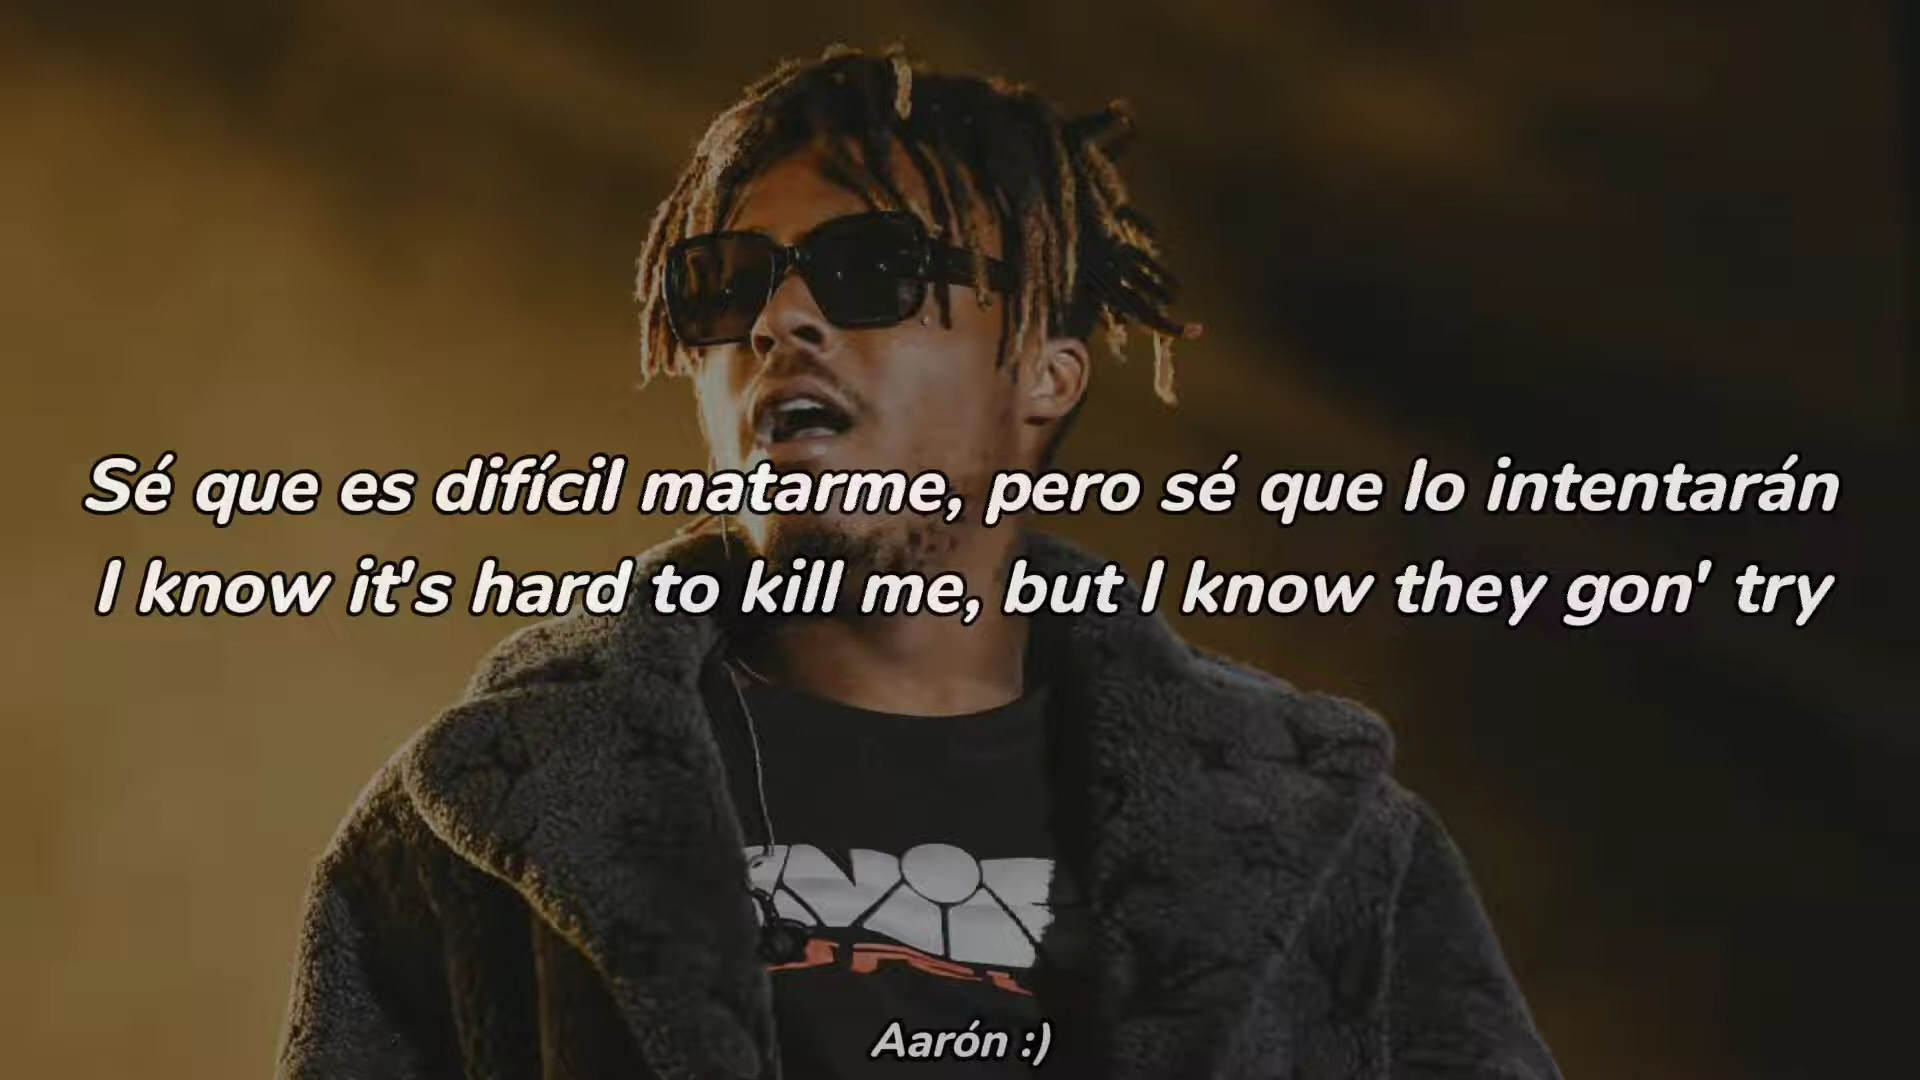 Sé que es difícil matarme, pero sé que lo intentarán
I know it's hard to kill me, but I know they gon' try
Aarón :)